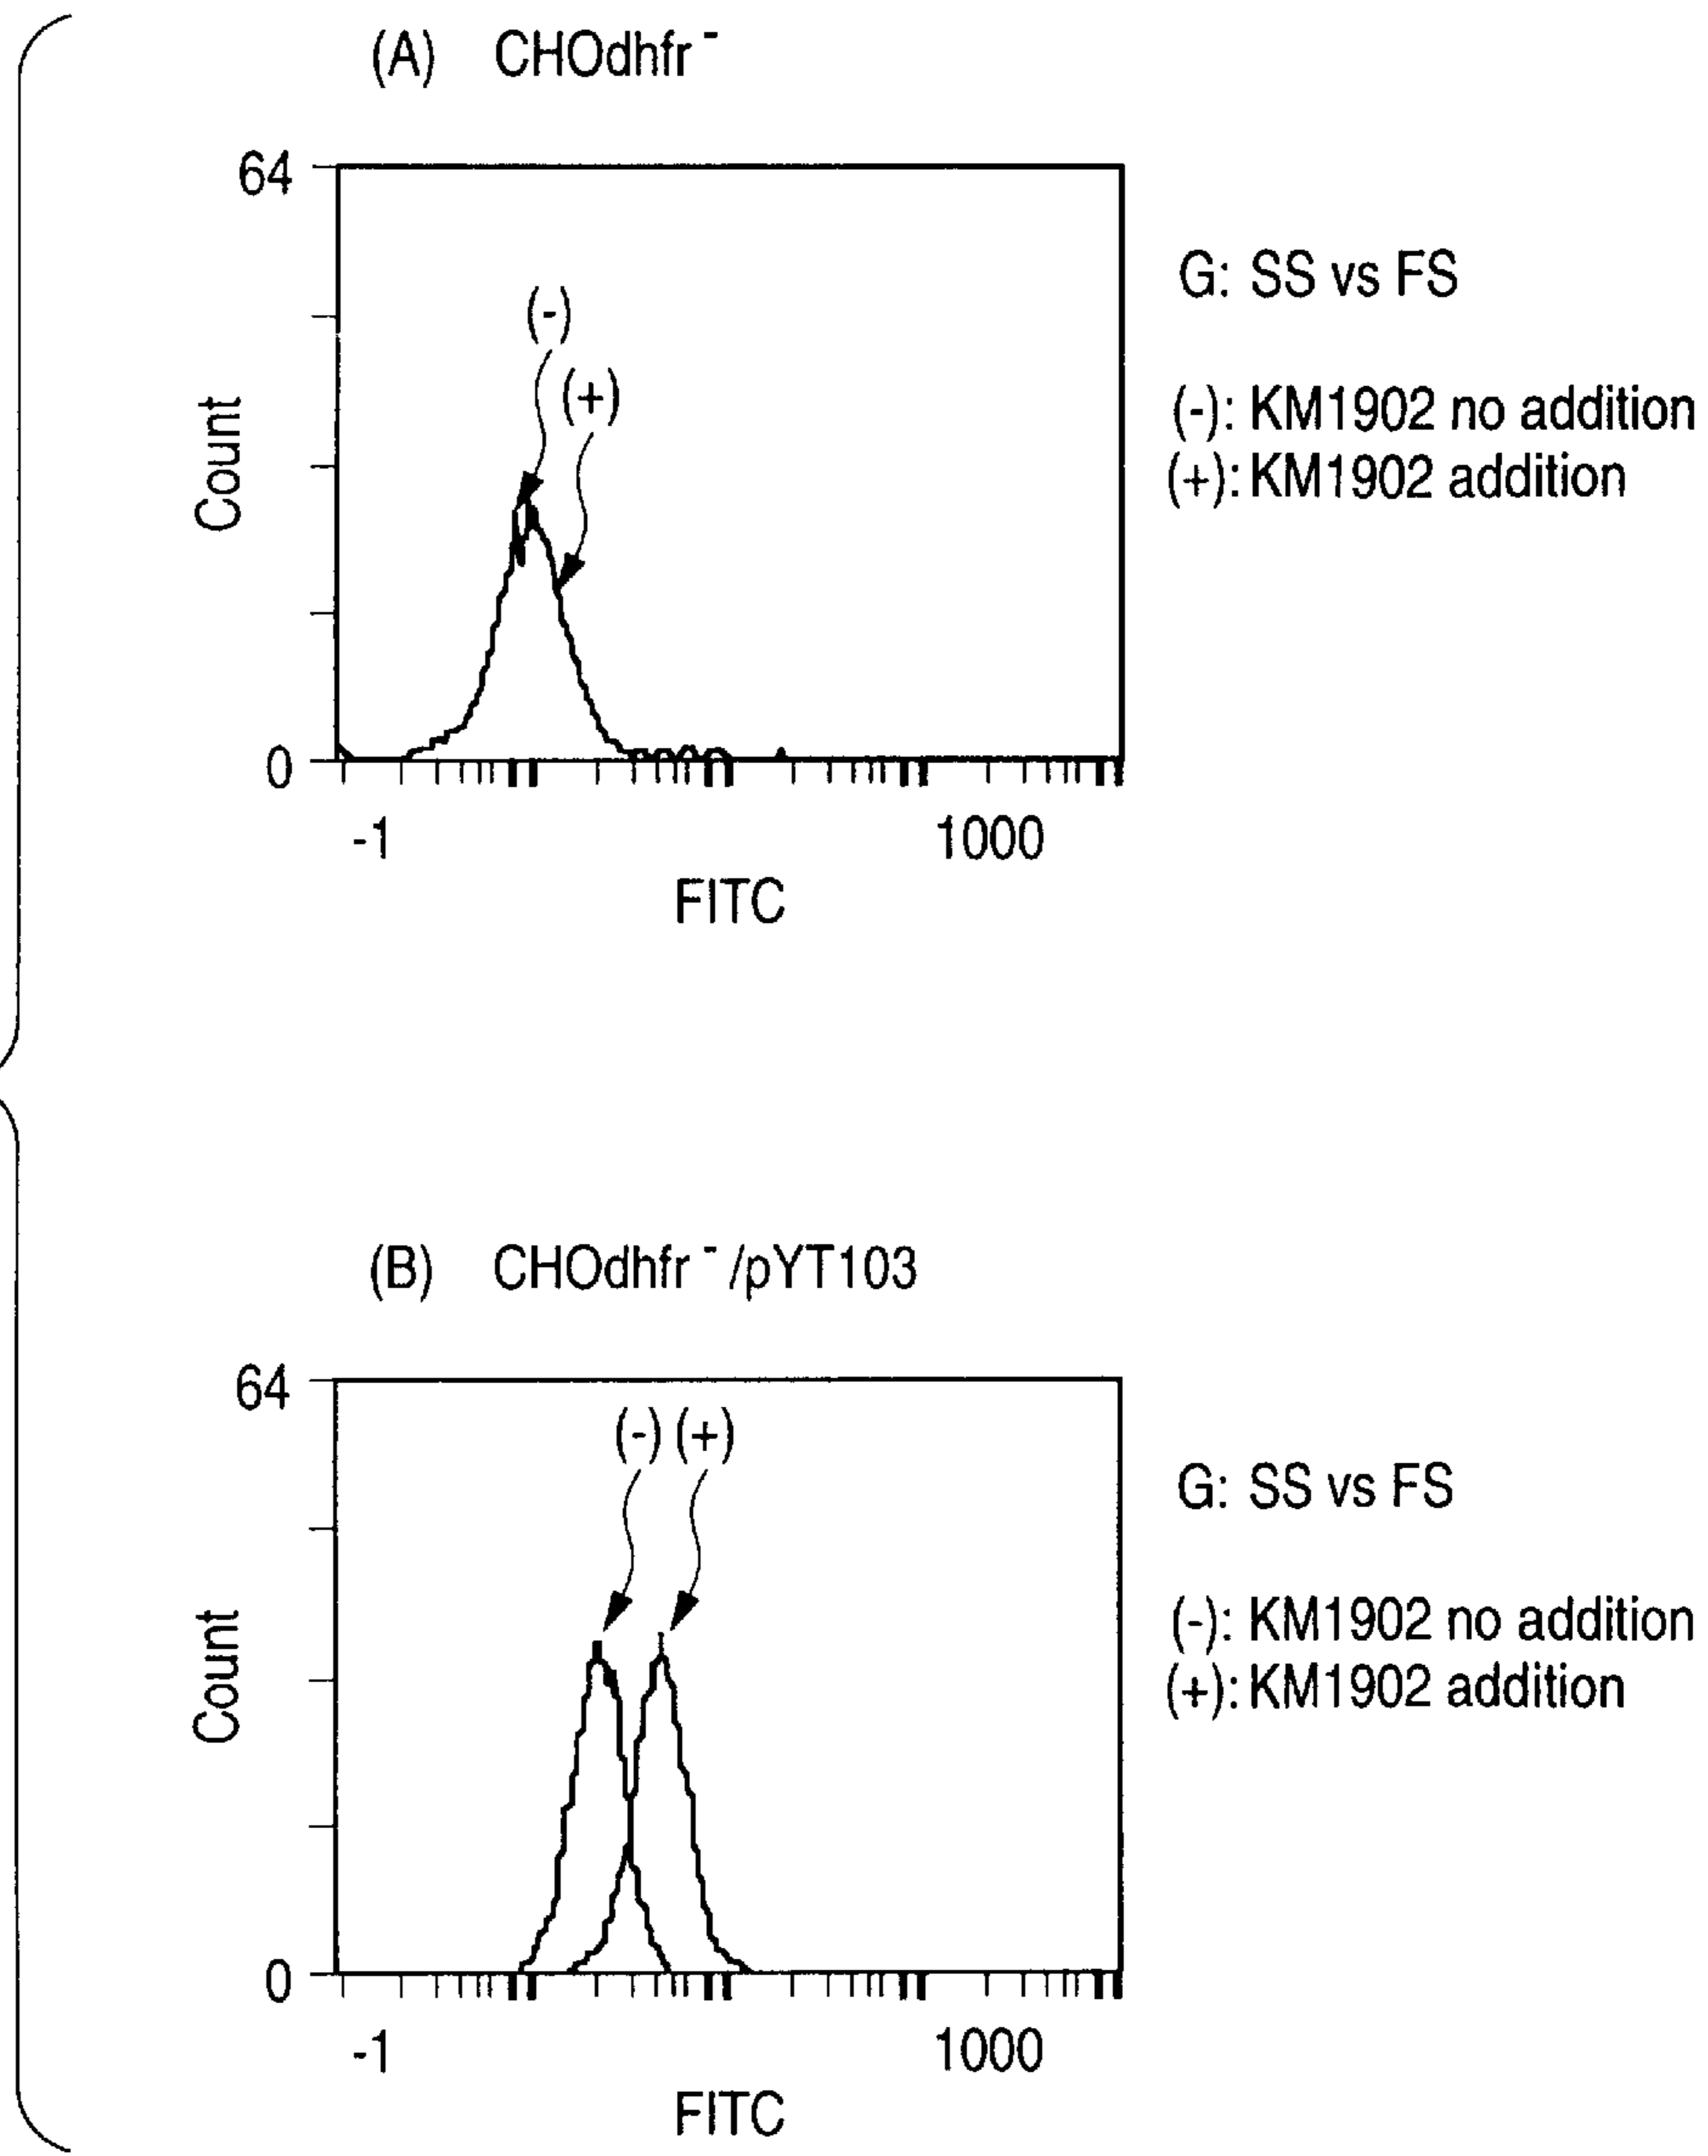 (A) CHOdhfr⁻
64
G: SS vs FS
(-)
(+)
(-): KM1902 no addition
(+): KM1902 addition
Count
0
-1
1000
FITC
(B) CHOdhfr⁻/pYT103
64
(-) (+)
G: SS vs FS
(-): KM1902 no addition
(+): KM1902 addition
Count
0
-1
1000
FITC